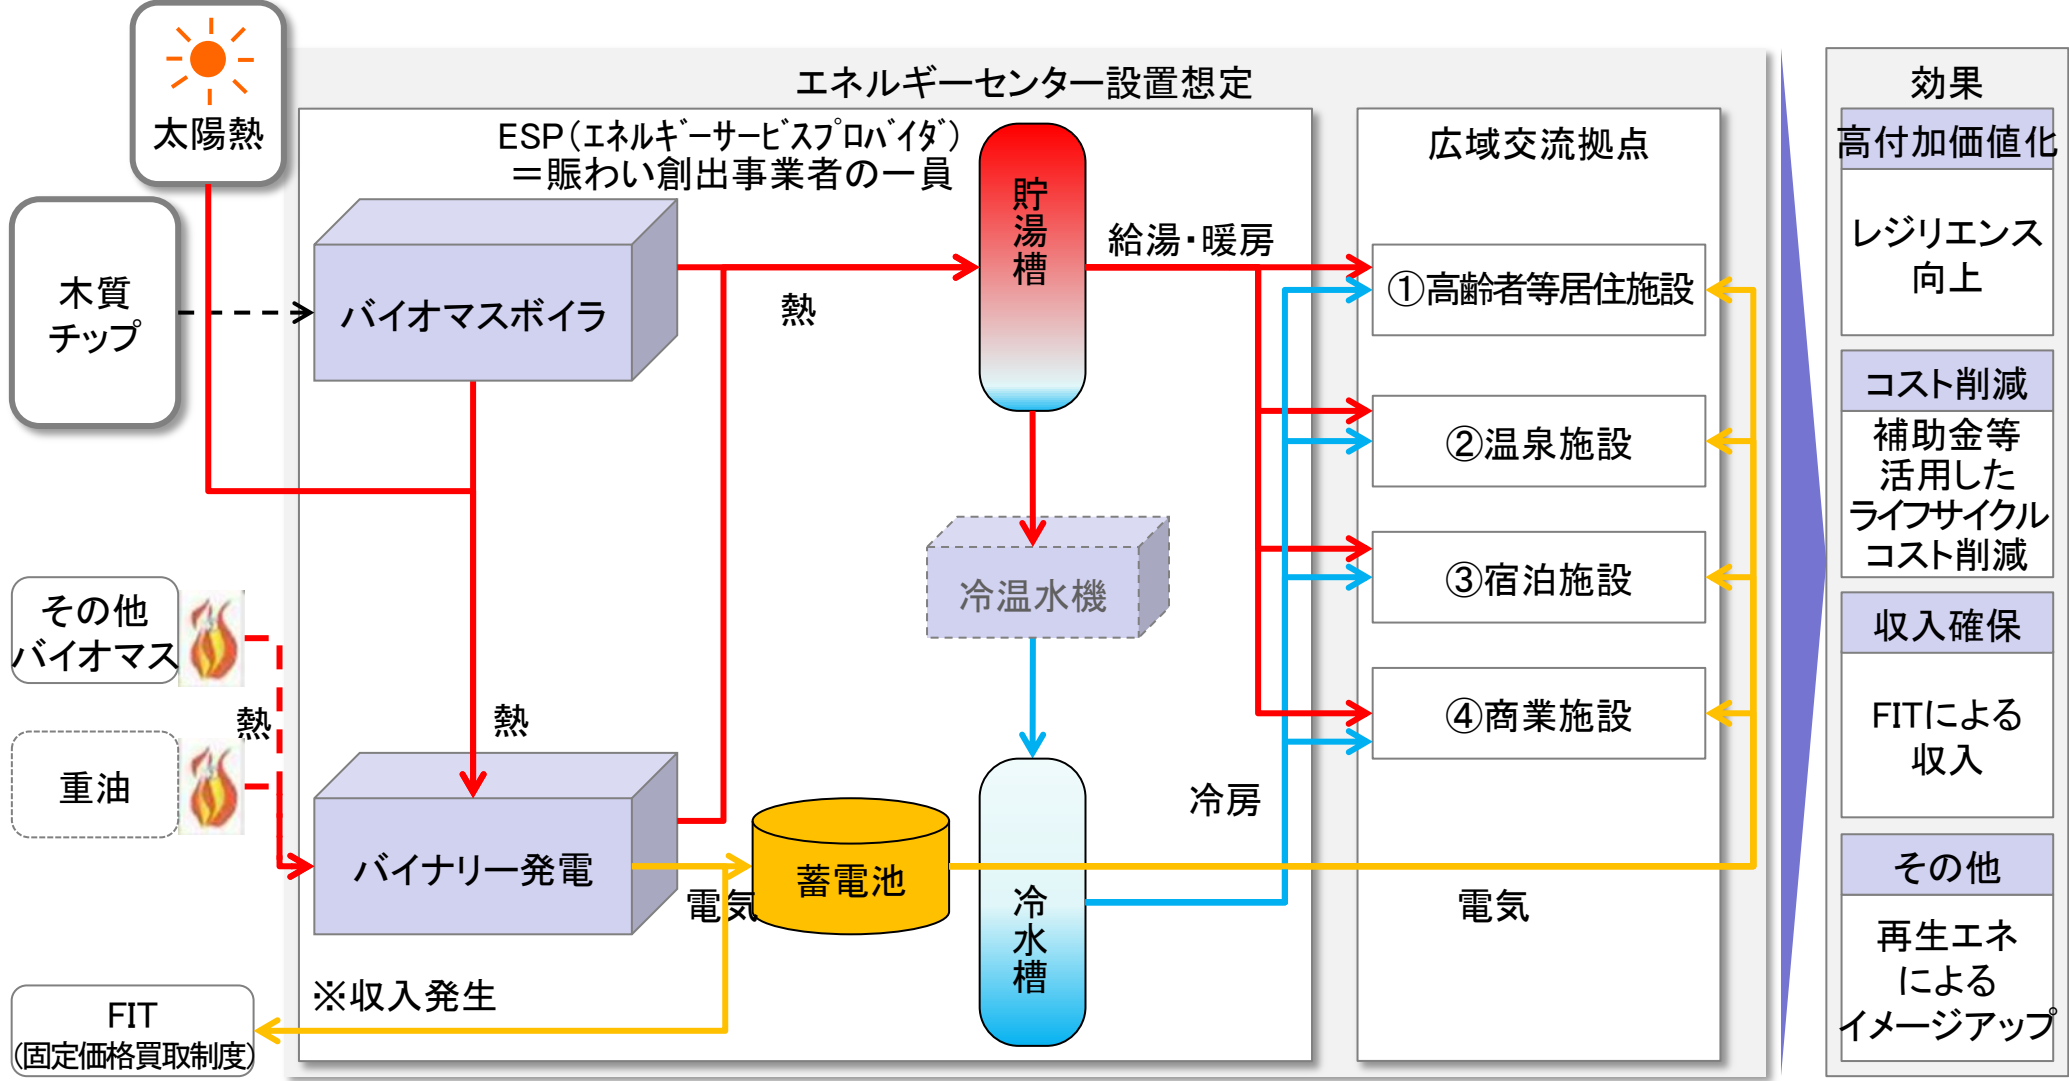 エネルギーセンター設置想定
太陽熱
木質
チップ
その他
バイオマス
重油
熱
FIT
(固定価格買取制度)
ESP(エネルギーサービスプロバイダ)
＝賑わい創出事業者の一員
バイオマスボイラ
熱
熱
バイナリー発電
電気
※収入発生
蓄電池
貯湯槽
冷温水機
冷水槽
給湯・暖房
冷房
広域交流拠点
①高齢者等居住施設
②温泉施設
③宿泊施設
④商業施設
電気
効果
高付加価値化
レジリエンス
向上
コスト削減
補助金等
活用した
ライフサイクル
コスト削減
収入確保
FITによる
収入
その他
再生エネ
による
イメージアップ